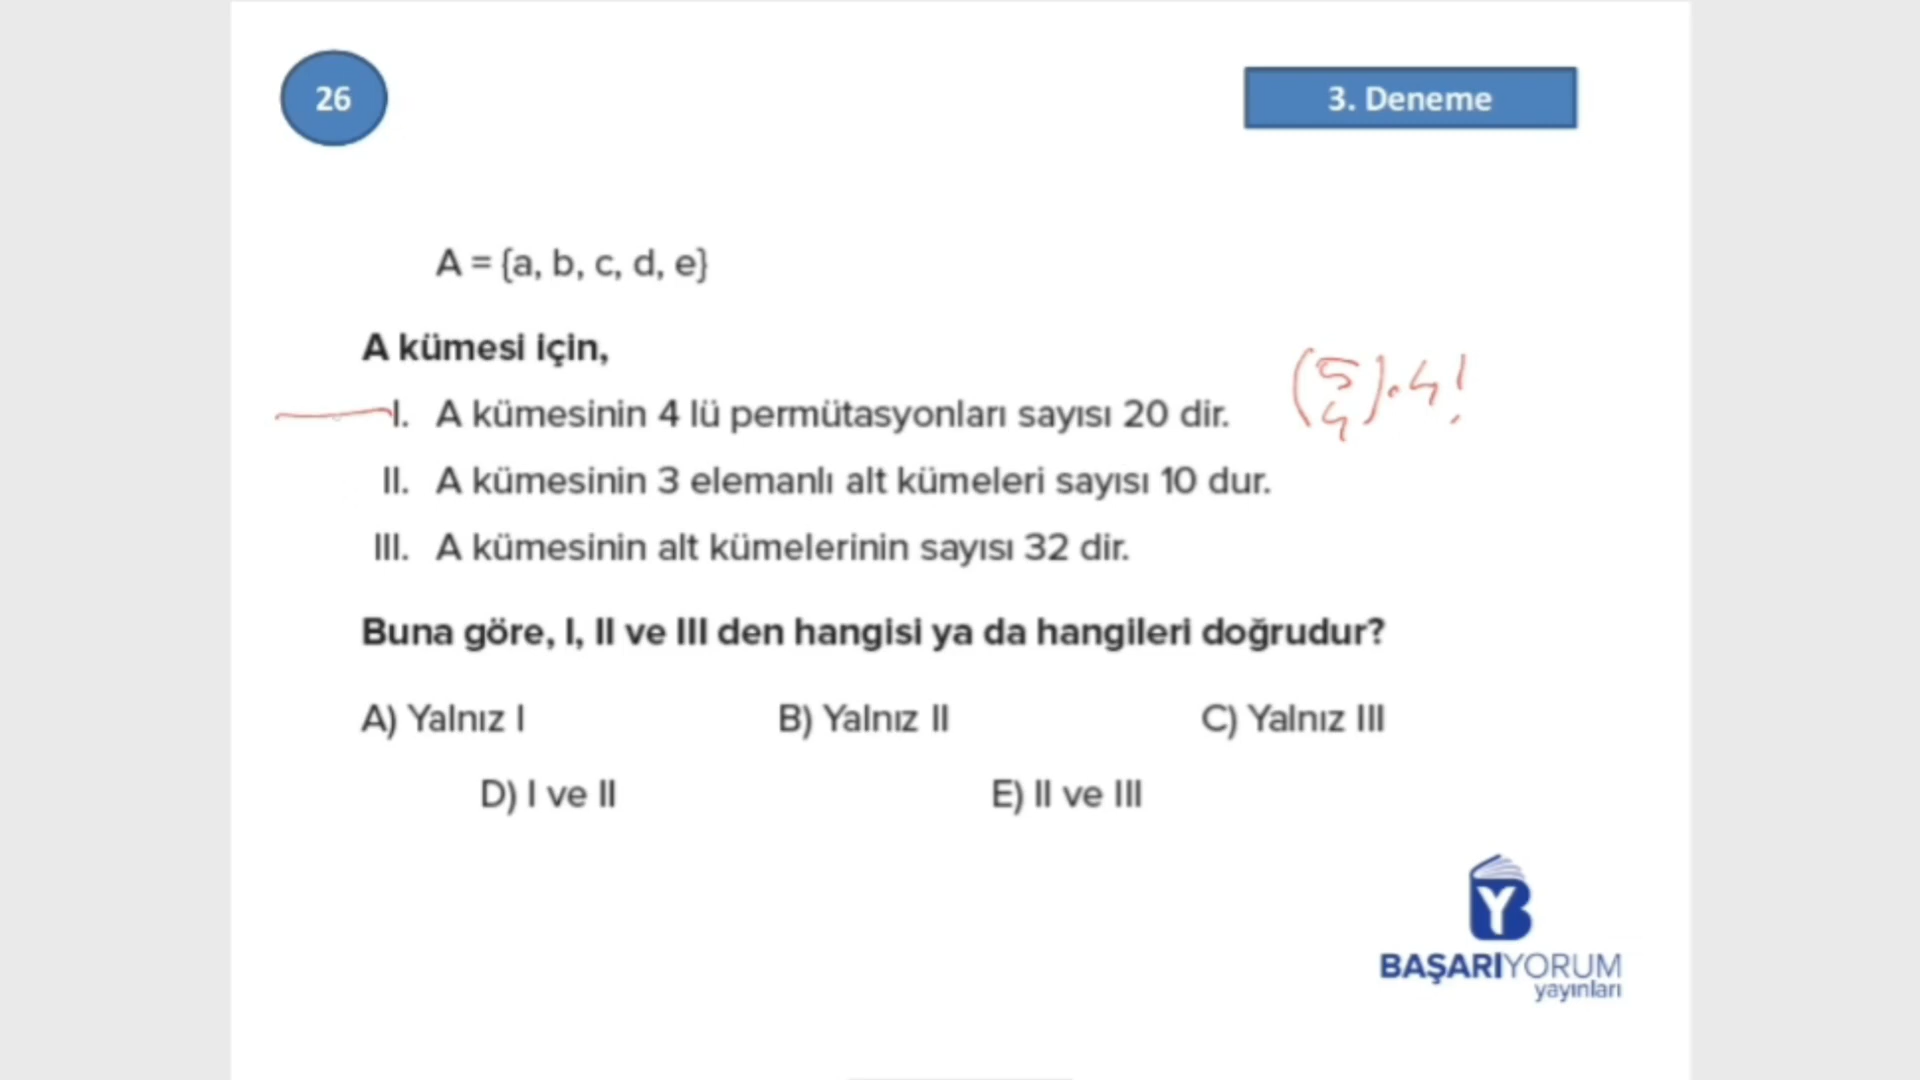 26
3. Deneme
A = {a, b, c, d, e}
A kümesi için,
I. A kümesinin 4 lü permütasyonları sayısı 20 dir.
(5 4).4!
II. A kümesinin 3 elemanlı alt kümeleri sayısı 10 dur.
III. A kümesinin alt kümelerinin sayısı 32 dir.
Buna göre, I, II ve III den hangisi ya da hangileri doğrudur?
A) Yalnız I
B) Yalnız II
C) Yalnız III
D) I ve II
E) II ve III
BAŞARIYORUM
yayınları